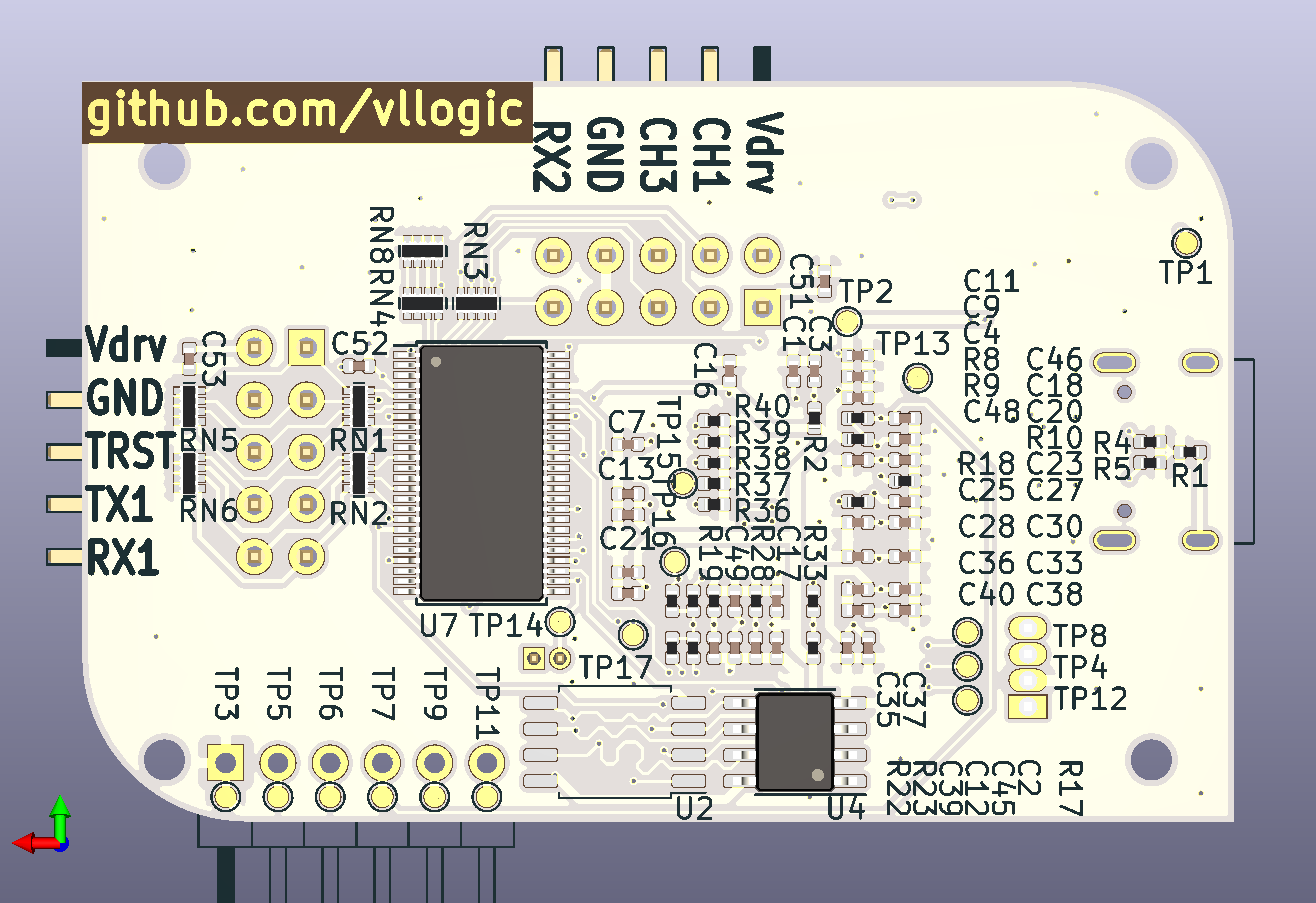 github.com/vllogic
RX2
GND
CH3
CH1
Vdrv
RN8
RN4
RN3
C51
C1
C3
TP2
TP13
TP1
C11
C9
C4
R8
R9
C48
C46
C18
C20
R10
R18
C23
C25
C27
C28
C30
C36
C33
C40
C38
R4
R5
R1
Vdrv
GND
TRST
TX1
RX1
C53
C52
RN5
RN1
RN6
RN2
C16
C7
C13
C21
TP15
TP16
R40
R39
R38
R37
R36
R2
R19
C49
R28
C17
R33
U7
TP14
TP17
TP3
TP5
TP6
TP7
TP9
TP11
C35
C37
TP8
TP4
TP12
U2
U4
R22
R23
C39
C12
C45
C2
R17